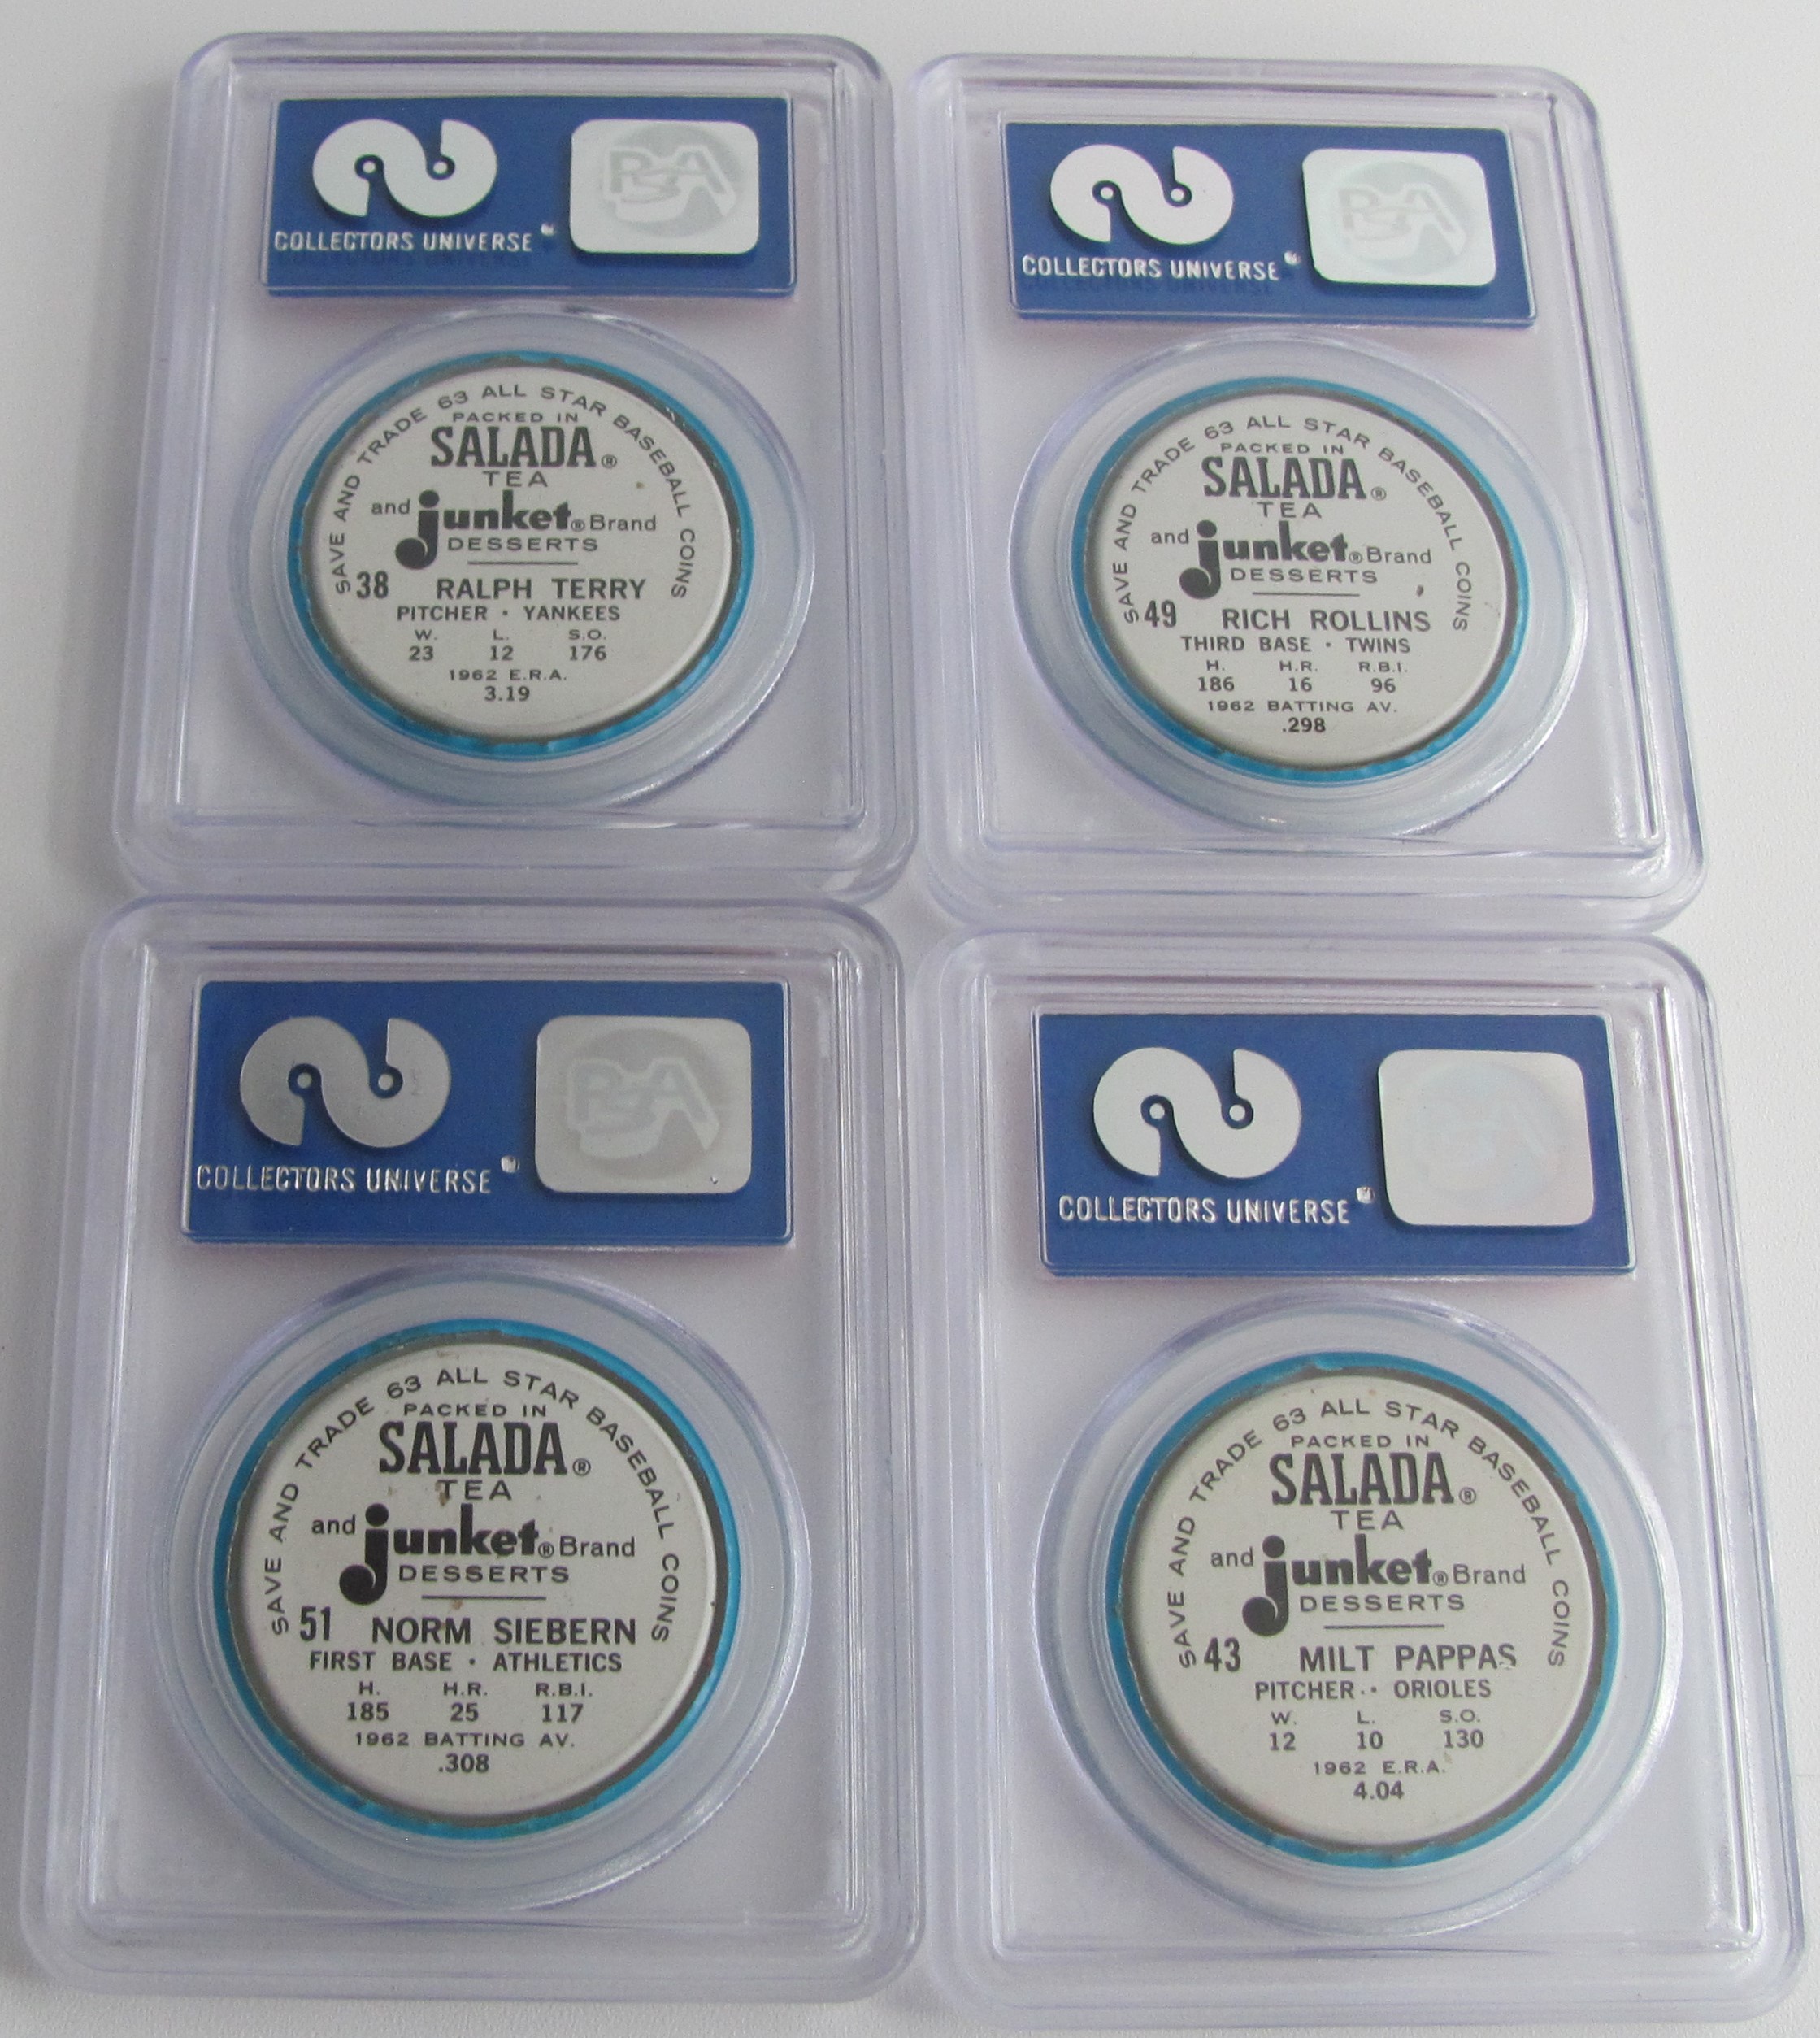 COLLECTORS UNIVERSE
PSA
SAVE AND TRADE 63 ALL STAR BASEBALL COINS
PACKED IN
SALADA®
TEA
and junket® Brand
DESSERTS
38 RALPH TERRY
PITCHER · YANKEES
W. L. S.O.
23 12 176
1962 E.R.A.
3.19
COLLECTORS UNIVERSE
PSA
SAVE AND TRADE 63 ALL STAR BASEBALL COINS
PACKED IN
SALADA®
TEA
and junket® Brand
DESSERTS
49 RICH ROLLINS
THIRD BASE · TWINS
H. H.R. R.B.I.
186 16 96
1962 BATTING AV.
.298
COLLECTORS UNIVERSE
PSA
SAVE AND TRADE 63 ALL STAR BASEBALL COINS
PACKED IN
SALADA®
TEA
and junket® Brand
DESSERTS
51 NORM SIEBERN
FIRST BASE · ATHLETICS
H. H.R. R.B.I.
185 25 117
1962 BATTING AV.
.308
COLLECTORS UNIVERSE
PSA
SAVE AND TRADE 63 ALL STAR BASEBALL COINS
PACKED IN
SALADA®
TEA
and junket® Brand
DESSERTS
43 MILT PAPPAS
PITCHER · ORIOLES
W. L. S.O.
12 10 130
1962 E.R.A.
4.04